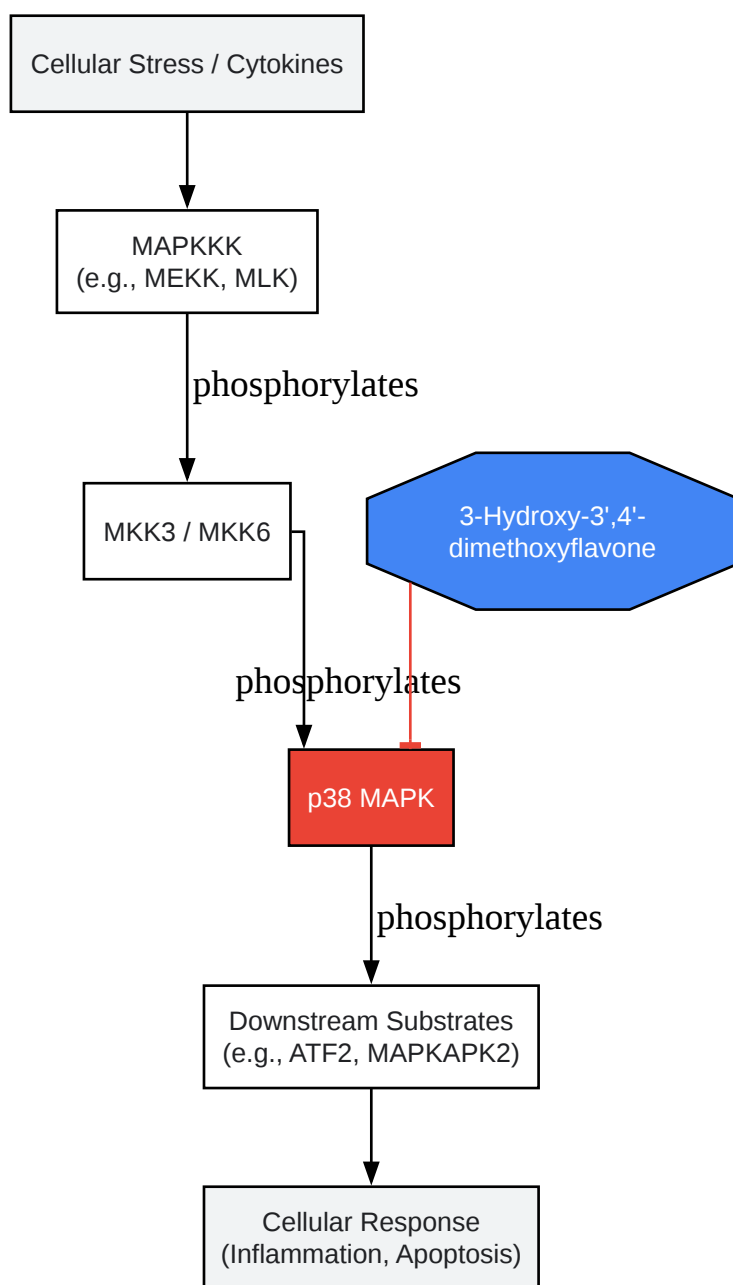 Cellular Stress / Cytokines
MAPKKK
(e.g., MEKK, MLK)
phosphorylates
MKK3 / MKK6
3-Hydroxy-3',4'-
dimethoxyflavone
phosphorylates
p38 MAPK
phosphorylates
Downstream Substrates
(e.g., ATF2, MAPKAPK2)
Cellular Response
(Inflammation, Apoptosis)